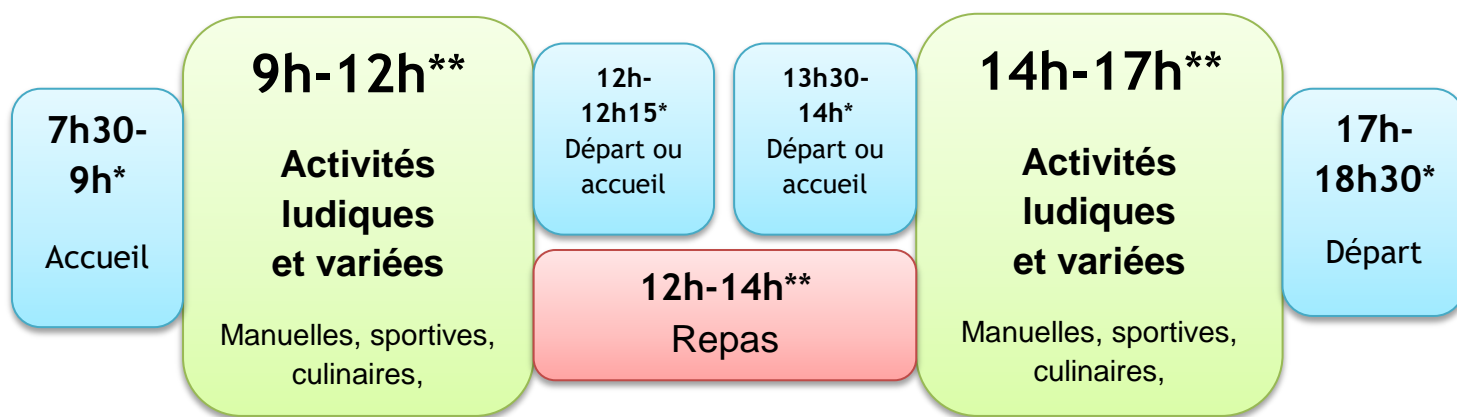 7h30-
9h*
Accueil
9h-12h**
Activités
ludiques
et variées
Manuelles, sportives,
culinaires,
12h-
12h15*
Départ ou
accueil
13h30-
14h*
Départ ou
accueil
12h-14h**
Repas
14h-17h**
Activités
ludiques
et variées
Manuelles, sportives,
culinaires,
17h-
18h30*
Départ